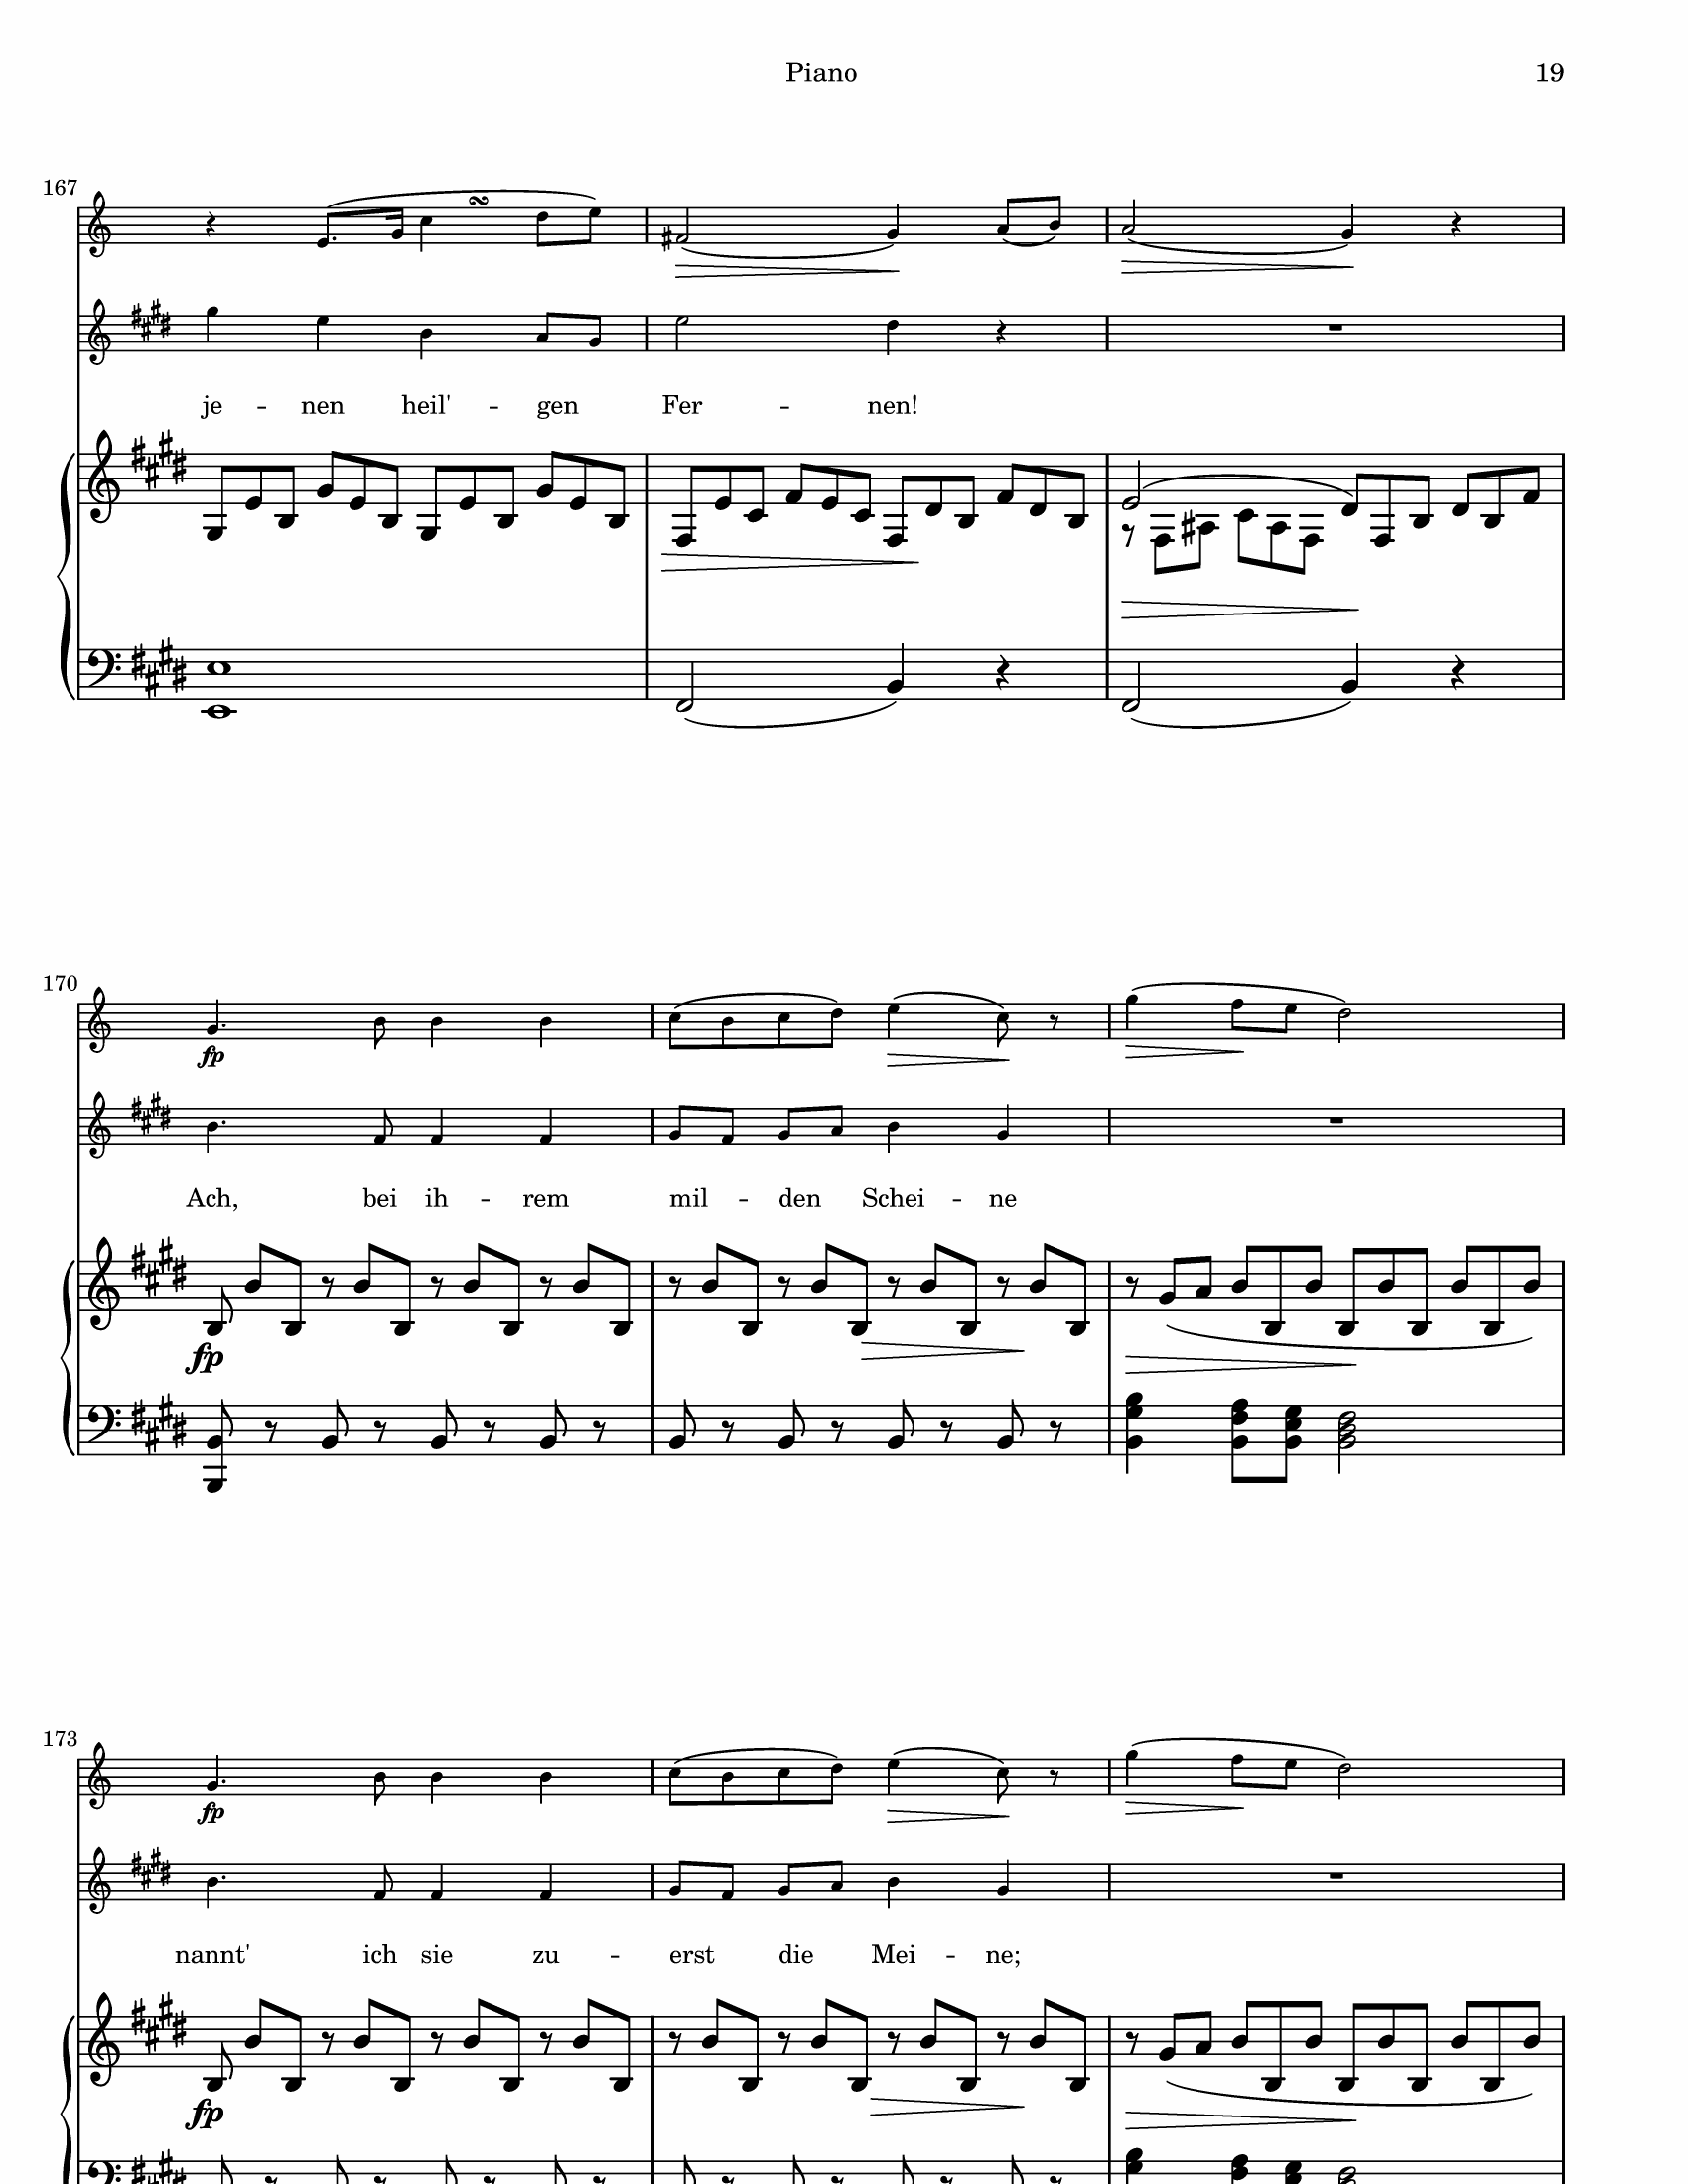 Piano 19
167
je -- nen heil' -- gen Fer -- nen!
170
fp
Ach, bei ih -- rem mil -- den Schei -- ne
fp
173
fp
nannt' ich sie zu -- erst die Mei -- ne;
fp